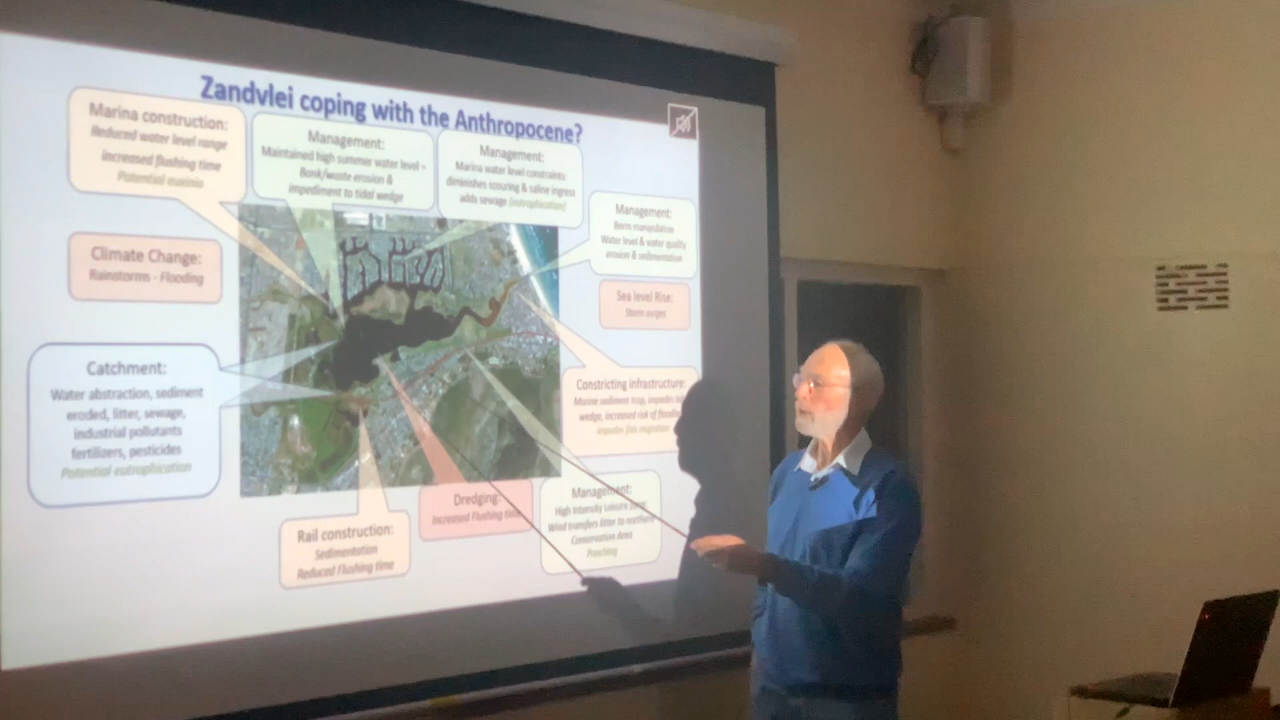 Zandvlei coping with the Anthropocene?
Marina construction:
Reduced water level range
increased flushing time
Potential euxinia
Management:
Maintained high summer water level -
Bank/waste erosion &
impediment to tidal wedge
Management:
Marina water level constraints
diminishes scouring & saline ingress
adds sewage (eutrophication)
Management:
Berm manipulation
Water level & water quality
erosion & sedimentation
Climate Change:
Rainstorms - Flooding
Sea level Rise:
Storm surges
Catchment:
Water abstraction, sediment
eroded, litter, sewage,
industrial pollutants
fertilizers, pesticides
Potential eutrophication
Constricting infrastructure:
Marine sediment trap, impedes
wedge, increased risk of
impedes fish migration
Rail construction:
Sedimentation
Reduced Flushing time
Dredging:
Increased Flushing time
Management:
High Intensity Leisure
Wind transfers litter to northern
Conservation Area
Poaching